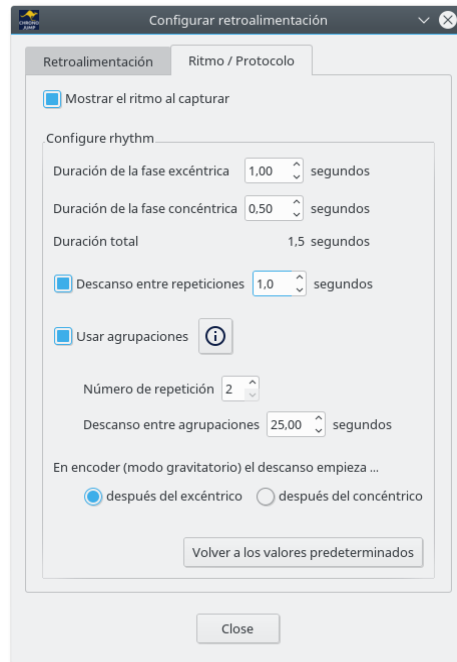 CHRONO
JUMP
Configurar retroalimentación
Retroalimentación Ritmo / Protocolo
Mostrar el ritmo al capturar
Configure rhythm
Duración de la fase excéntrica 1,00 segundos
Duración de la fase concéntrica 0,50 segundos
Duración total 1,5 segundos
Descanso entre repeticiones 1,0 segundos
Usar agrupaciones
Número de repetición 2
Descanso entre agrupaciones 25,00 segundos
En encoder (modo gravitatorio) el descanso empieza ...
después del excéntrico después del concéntrico
Volver a los valores predeterminados
Close